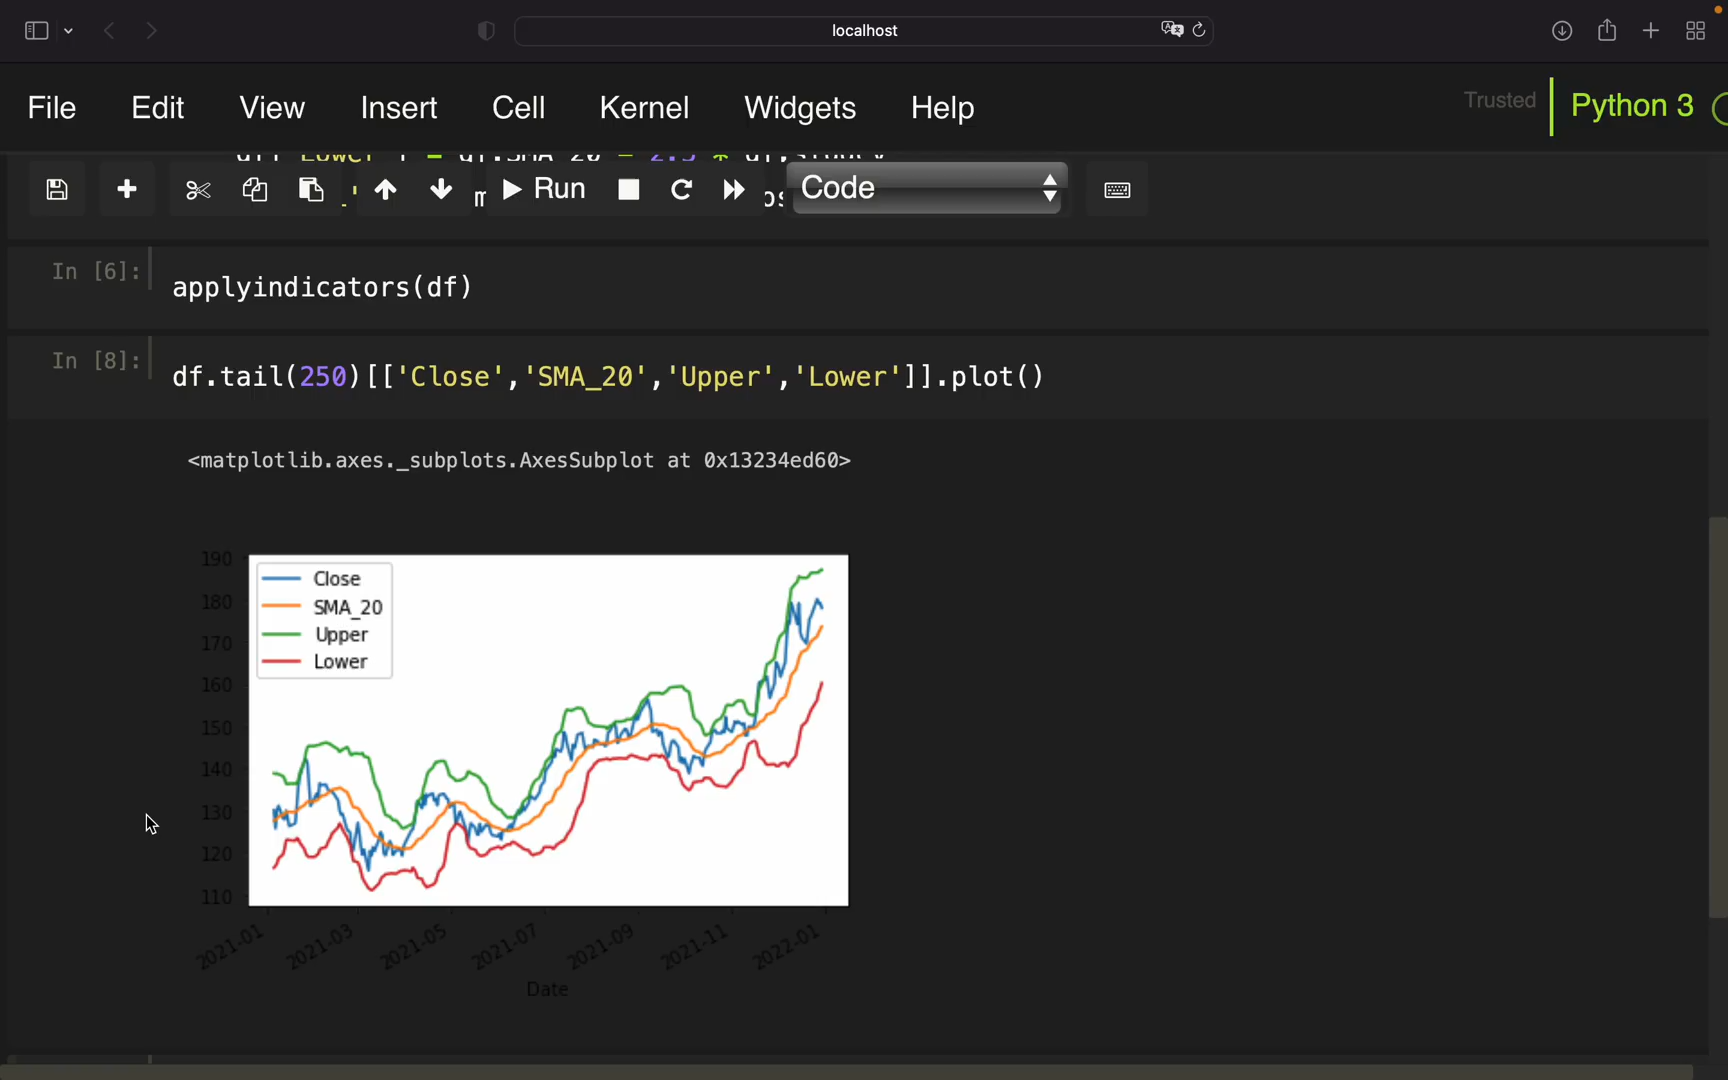 localhost
File Edit View Insert Cell Kernel Widgets Help
Trusted Python 3
Run Code
In [6]: applyindicators(df)
In [8]: df.tail(250)[['Close','SMA_20','Upper','Lower']].plot()
<matplotlib.axes._subplots.AxesSubplot at 0x13234ed60>
Close
SMA_20
Upper
Lower
190
180
170
160
150
140
130
120
110
2021-01 2021-03 2021-05 2021-07 2021-09 2021-11 2022-01
Date